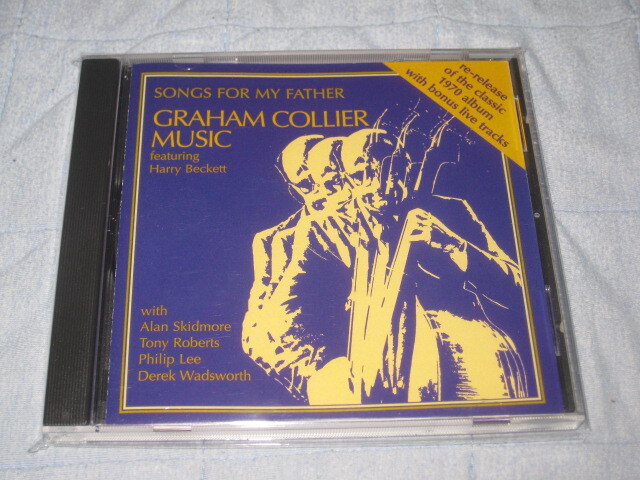 SONGS FOR MY FATHER
GRAHAM COLLIER
MUSIC
featuring
Harry Beckett
re-release
of the classic
1970 album
with bonus live tracks
with
Alan Skidmore
Tony Roberts
Philip Lee
Derek Wadsworth